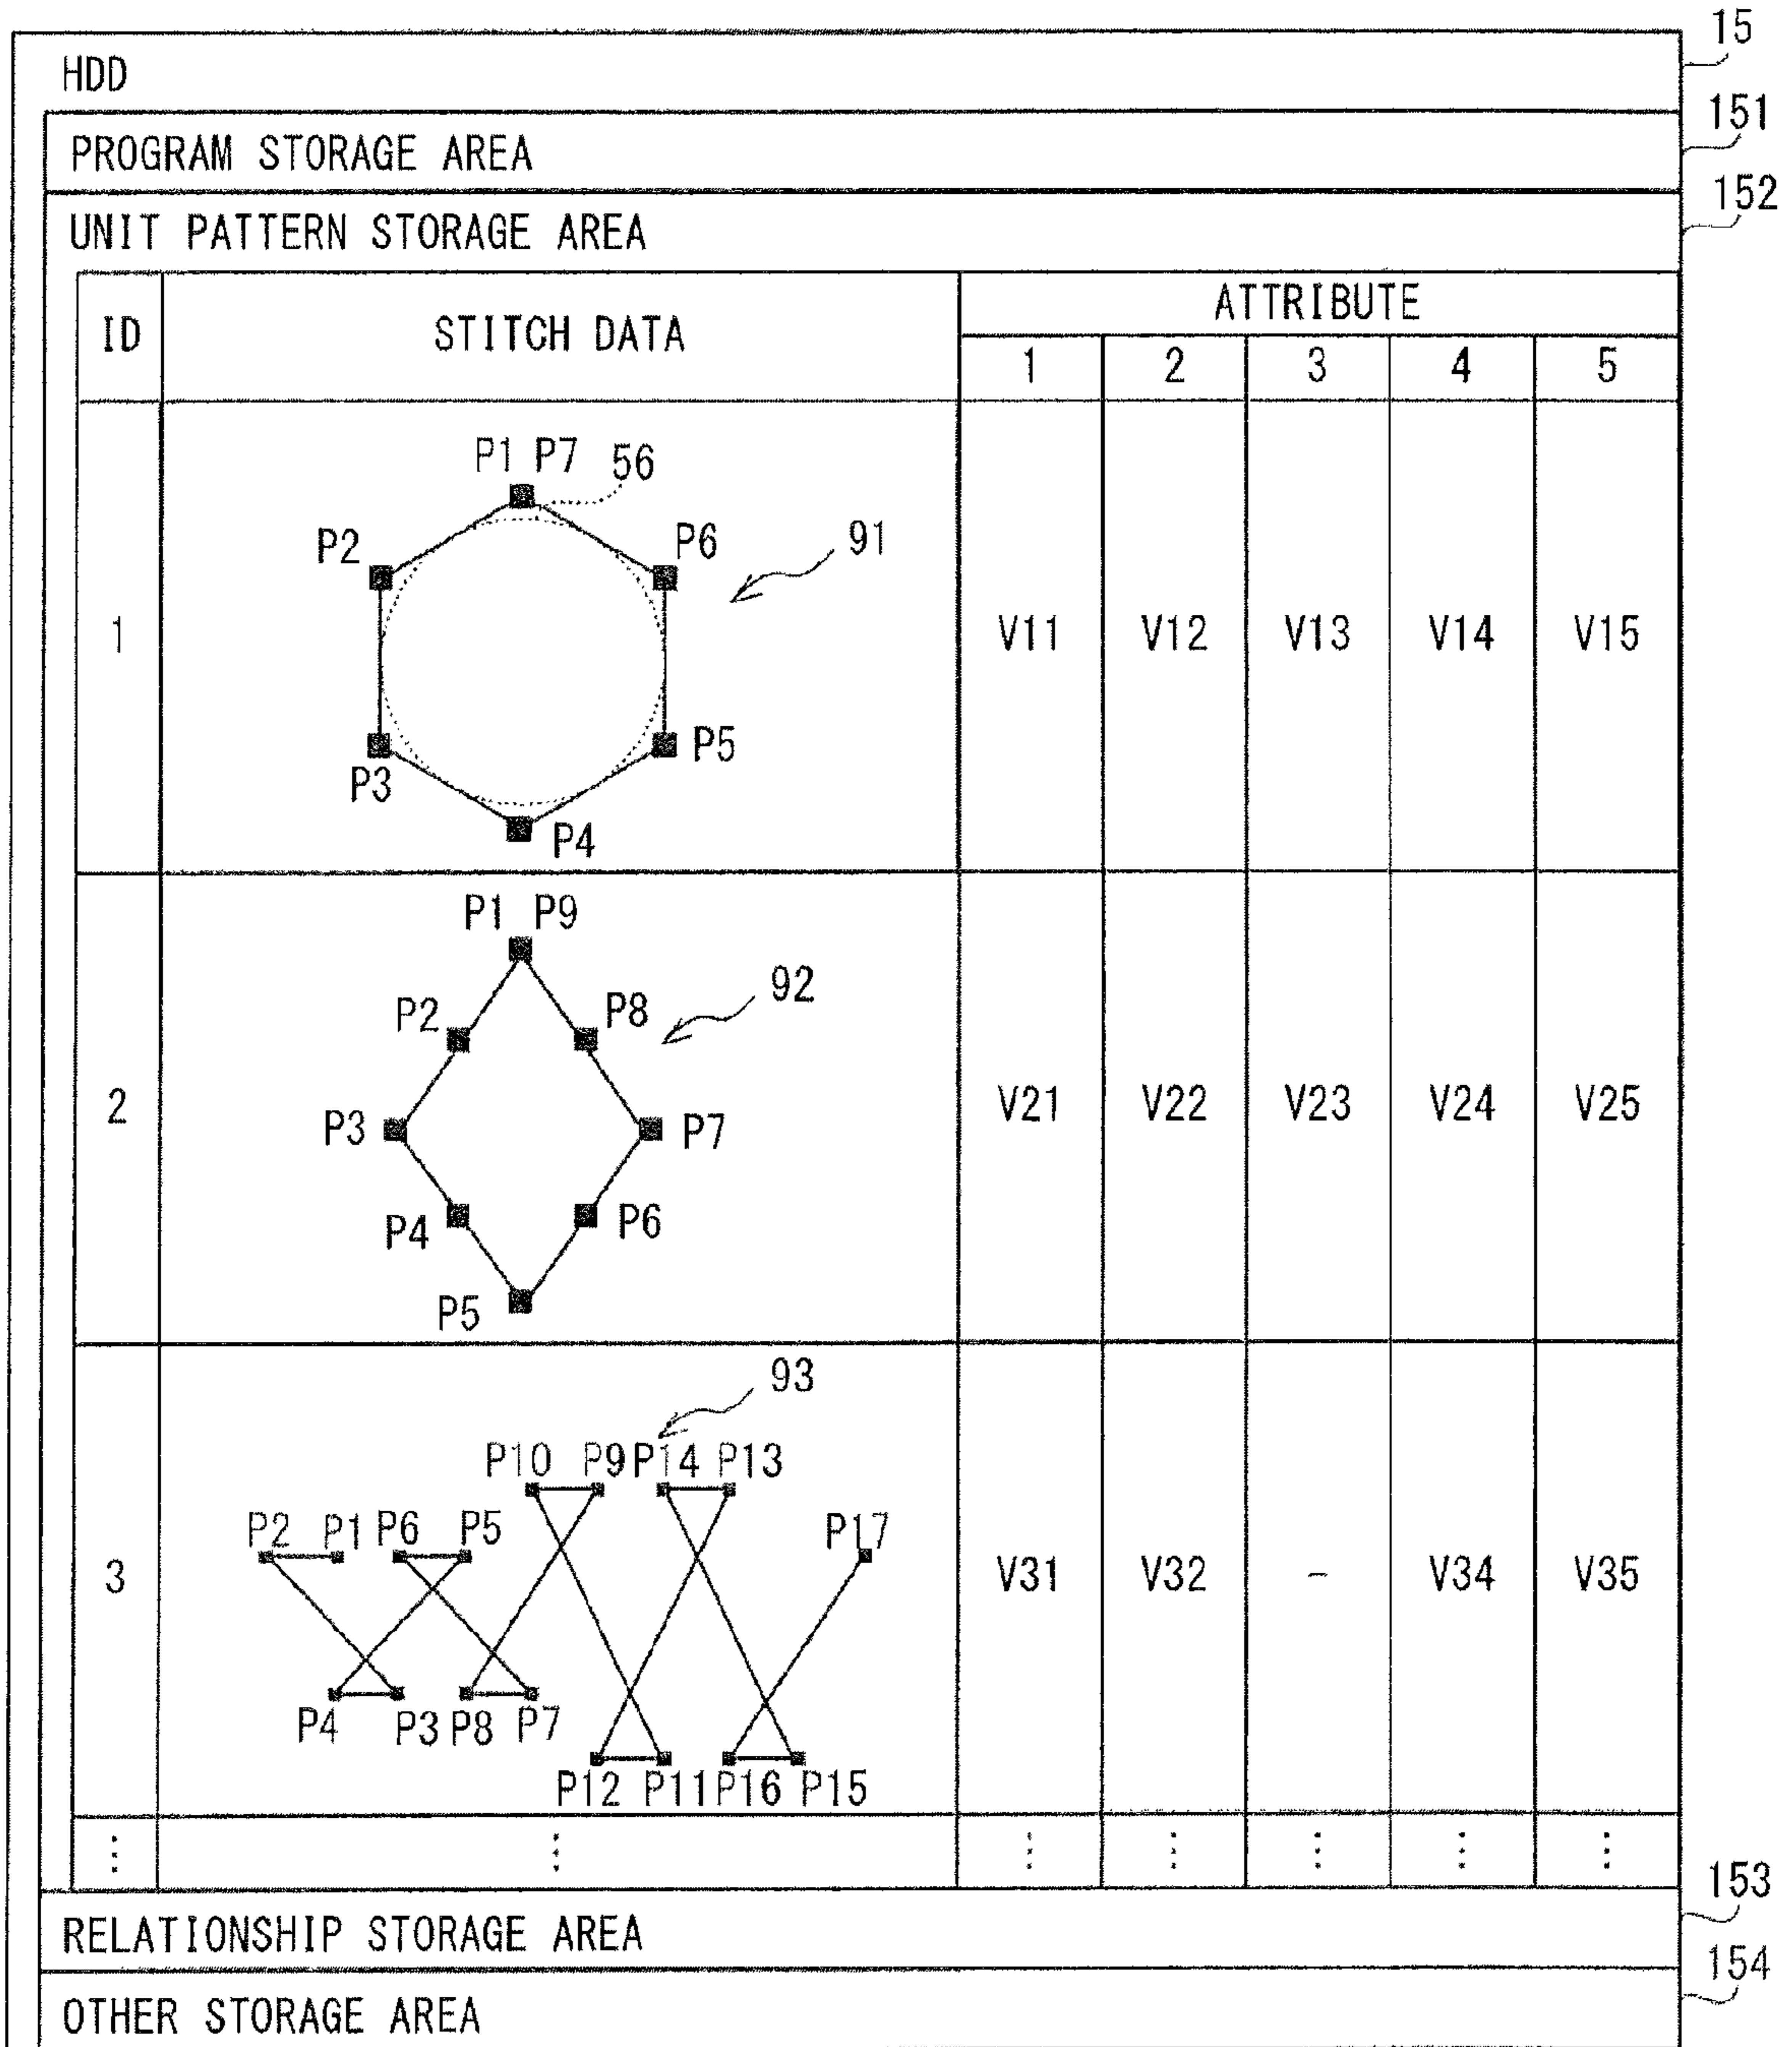 15
HDD
151
PROGRAM STORAGE AREA
152
UNIT PATTERN STORAGE AREA
ID STITCH DATA ATTRIBUTE
1 2 3 4 5
P1 P7 56
P2 P6 91
1 V11 V12 V13 V14 V15
P3 P5
P4
P1 P9
P2 P8 92
2 P3 P7 V21 V22 V23 V24 V25
P4 P6
P5
93
P10 P9 P14 P13
P2 P1 P6 P5 P17
3 V31 V32 - V34 V35
P4 P3 P8 P7
P12 P11 P16 P15
153
RELATIONSHIP STORAGE AREA
154
OTHER STORAGE AREA